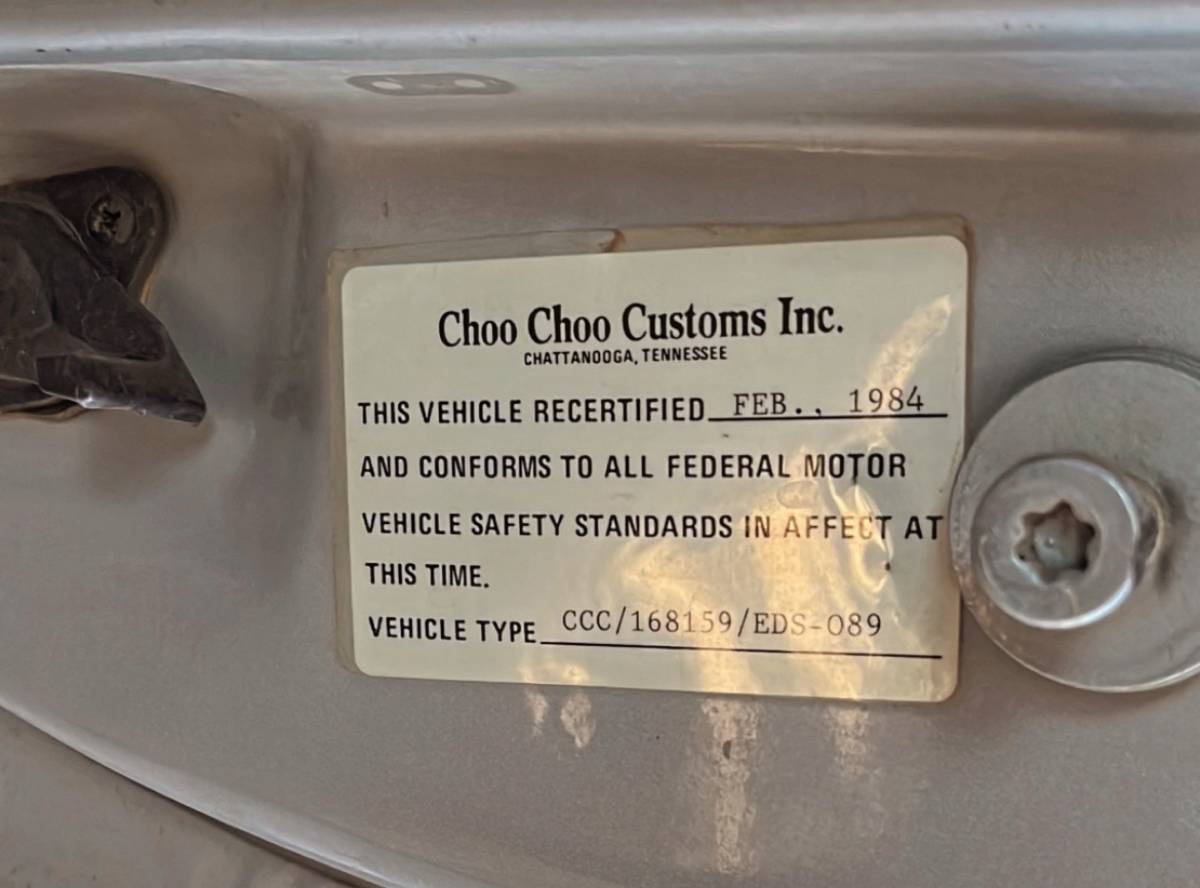 Choo Choo Customs Inc.
CHATTANOOGA, TENNESSEE
THIS VEHICLE RECERTIFIED FEB., 1984
AND CONFORMS TO ALL FEDERAL MOTOR
VEHICLE SAFETY STANDARDS IN AFFECT AT
THIS TIME.
VEHICLE TYPE CCC/168159/EDS-089